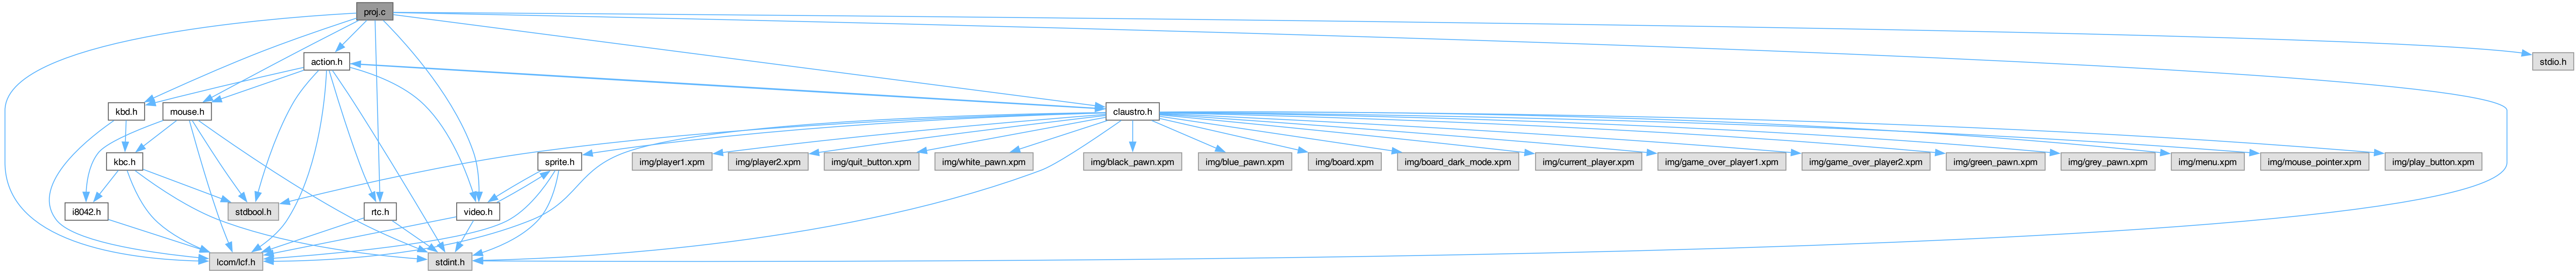 proj.c
action.h
stdio.h
kbd.h
mouse.h
claustro.h
kbc.h
sprite.h
img/player1.xpm
img/player2.xpm
img/quit_button.xpm
img/white_pawn.xpm
img/black_pawn.xpm
img/blue_pawn.xpm
img/board.xpm
img/board_dark_mode.xpm
img/current_player.xpm
img/game_over_player1.xpm
img/game_over_player2.xpm
img/green_pawn.xpm
img/grey_pawn.xpm
img/menu.xpm
img/mouse_pointer.xpm
img/play_button.xpm
i8042.h
stdbool.h
rtc.h
video.h
lcom/lcf.h
stdint.h